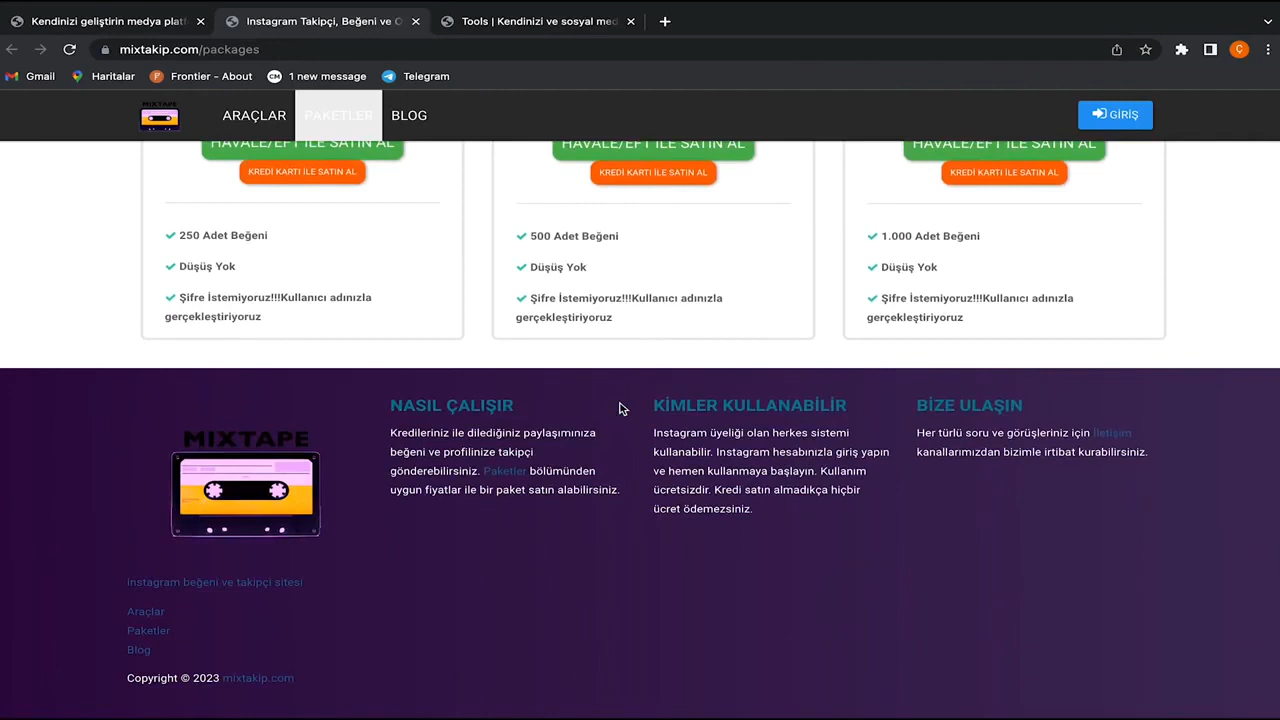 Kendinizi geliştirin medya platf
Instagram Takipçi, Beğeni ve O
Tools | Kendinizi ve sosyal med
mixtakip.com/packages
Ç
Gmail
Haritalar
Frontier - About
CM 1 new message
Telegram
MIXTAPE
ARAÇLAR
PAKETLER
BLOG
GİRİŞ
HAVALE/EFT İLE SATIN AL
HAVALE/EFT İLE SATIN AL
HAVALE/EFT İLE SATIN AL
KREDİ KARTI İLE SATIN AL
KREDİ KARTI İLE SATIN AL
KREDİ KARTI İLE SATIN AL
250 Adet Beğeni
Düşüş Yok
Şifre İstemiyoruz!!!Kullanıcı adınızla
gerçekleştiriyoruz
500 Adet Beğeni
Düşüş Yok
Şifre İstemiyoruz!!!Kullanıcı adınızla
gerçekleştiriyoruz
1.000 Adet Beğeni
Düşüş Yok
Şifre İstemiyoruz!!!Kullanıcı adınızla
gerçekleştiriyoruz
MIXTAPE
instagram beğeni ve takipçi sitesi
Araçlar
Paketler
Blog
Copyright © 2023 mixtakip.com
NASIL ÇALIŞIR
Kredileriniz ile dilediğiniz paylaşımınıza
beğeni ve profilinize takipçi
gönderebilirsiniz. Paketler bölümünden
uygun fiyatlar ile bir paket satın alabilirsiniz.
KİMLER KULLANABİLİR
Instagram üyeliği olan herkes sistemi
kullanabilir. Instagram hesabınızla giriş yapın
ve hemen kullanmaya başlayın. Kullanım
ücretsizdir. Kredi satın almadıkça hiçbir
ücret ödemezsiniz.
BİZE ULAŞIN
Her türlü soru ve görüşleriniz için İletişim
kanallarımızdan bizimle irtibat kurabilirsiniz.